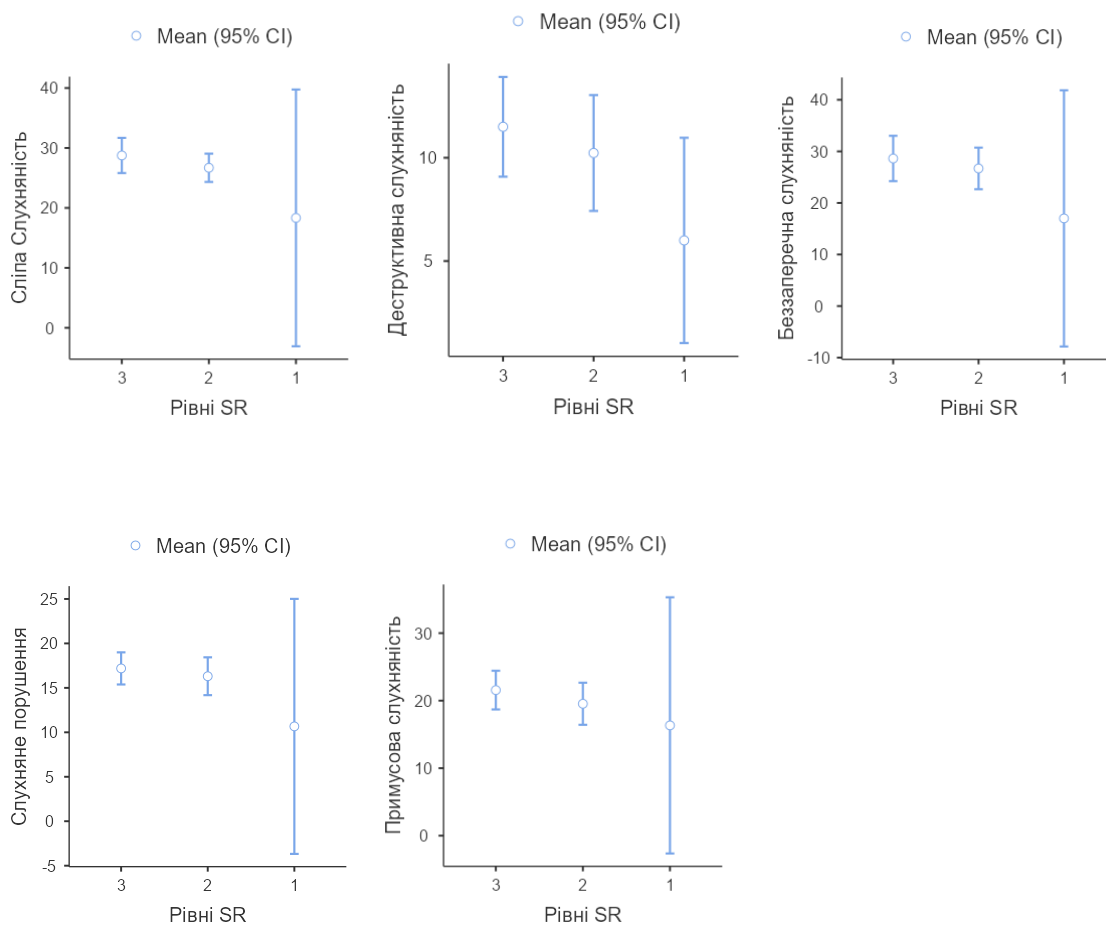 Mean (95% CI)
Сліпа Слухняність
40
30
20
10
0
3 2 1
Рівні SR
Mean (95% CI)
Деструктивна слухняність
10
5
3 2 1
Рівні SR
Mean (95% CI)
Беззаперечна слухняність
40
30
20
10
0
-10
3 2 1
Рівні SR
Mean (95% CI)
Слухняне порушення
25
20
15
10
5
0
-5
3 2 1
Рівні SR
Mean (95% CI)
Примусова слухняність
30
20
10
0
3 2 1
Рівні SR